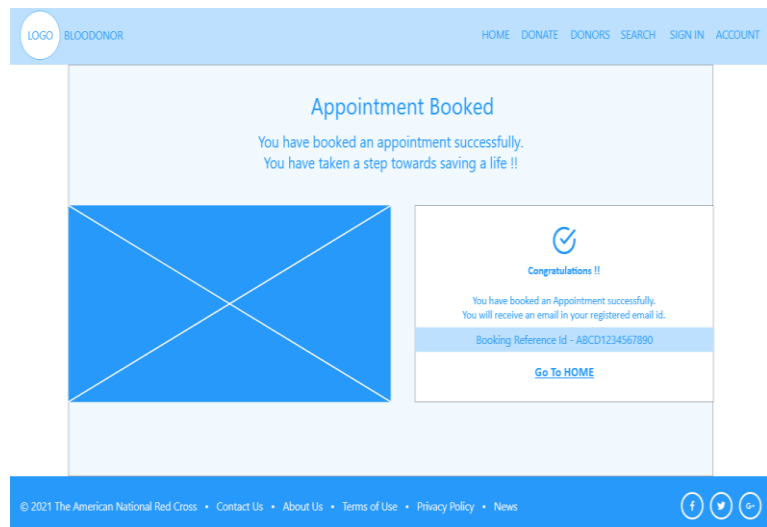 LOGO BLOODONOR HOME DONATE DONORS SEARCH SIGN IN ACCOUNT
Appointment Booked
You have booked an appointment successfully.
You have taken a step towards saving a life !!
Congratulations !!
You have booked an Appointment successfully.
You will receive an email in your registered email id.
Booking Reference Id - ABCD1234567890
Go To HOME
© 2021 The American National Red Cross • Contact Us • About Us • Terms of Use • Privacy Policy • News f G+